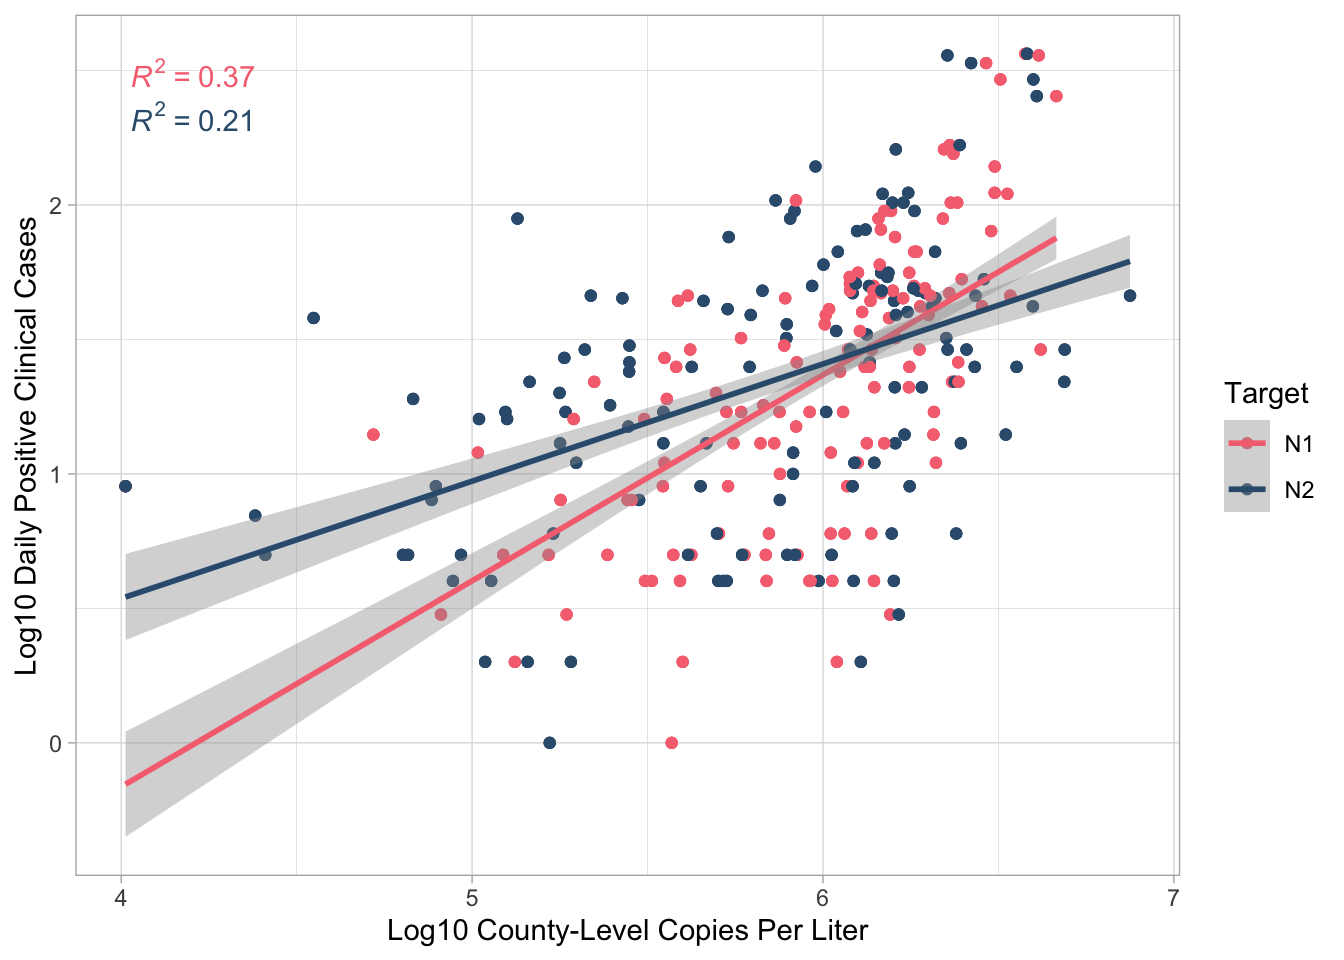 R² = 0.37
R² = 0.21
2
1
0
4
5
6
7
Log10 Daily Positive Clinical Cases
Log10 County-Level Copies Per Liter
Target
N1
N2